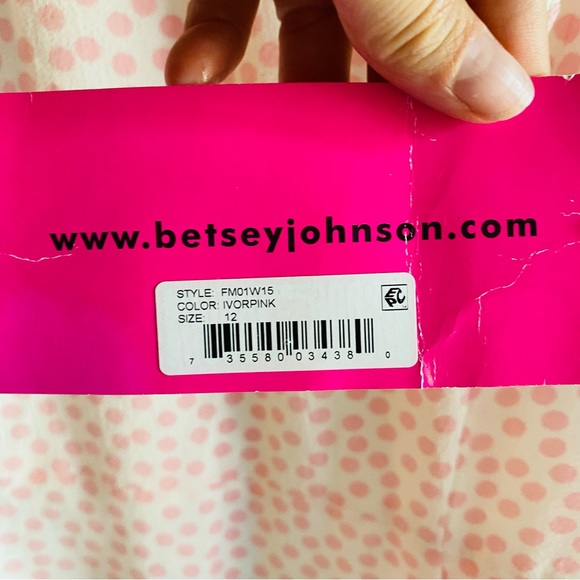 www.betseyjohnson.com
STYLE: FM01W15
COLOR: IVORPINK
SIZE: 12
7 35580 03438 0